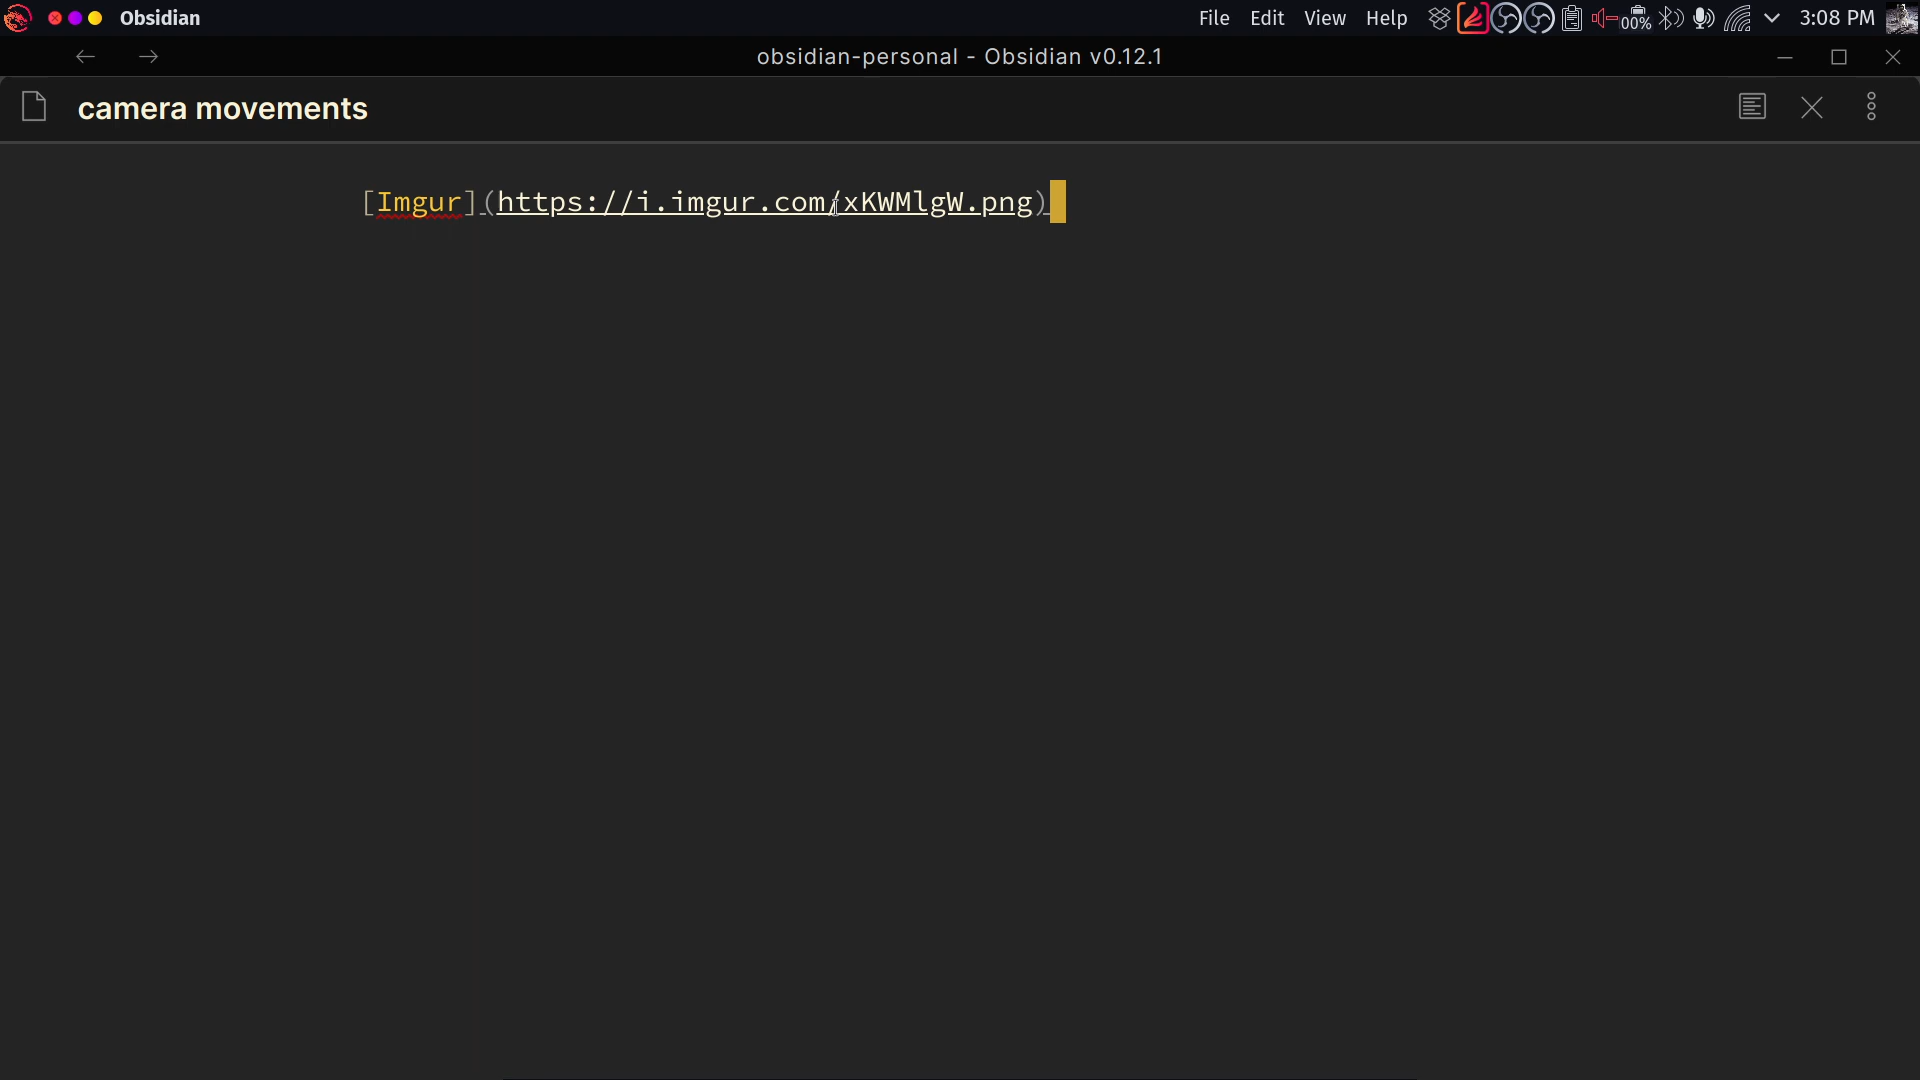 Obsidian File Edit View Help 00% 3:08 PM
obsidian-personal - Obsidian v0.12.1
camera movements
[Imgur](https://i.imgur.com/xKWMlgW.png)